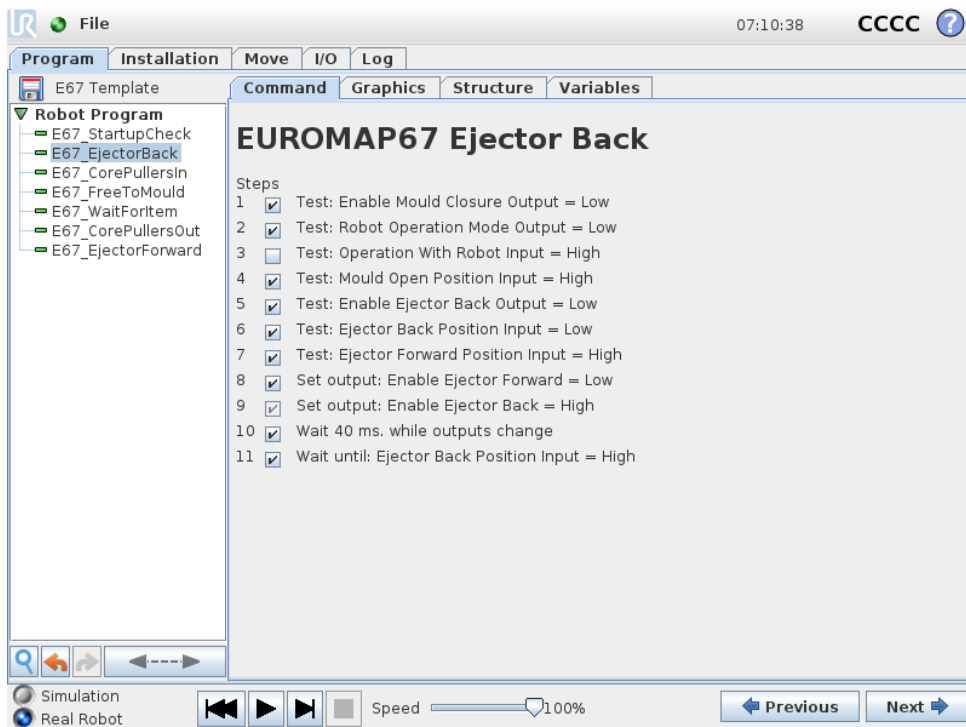 UR File 07:10:38 CCCC ?
Program Installation Move I/O Log
E67 Template Command Graphics Structure Variables
Robot Program
E67_StartupCheck
E67_EjectorBack
E67_CorePullersIn
E67_FreeToMould
E67_WaitForItem
E67_CorePullersOut
E67_EjectorForward
EUROMAP67 Ejector Back
Steps
1 Test: Enable Mould Closure Output = Low
2 Test: Robot Operation Mode Output = Low
3 Test: Operation With Robot Input = High
4 Test: Mould Open Position Input = High
5 Test: Enable Ejector Back Output = Low
6 Test: Ejector Back Position Input = Low
7 Test: Ejector Forward Position Input = High
8 Set output: Enable Ejector Forward = Low
9 Set output: Enable Ejector Back = High
10 Wait 40 ms. while outputs change
11 Wait until: Ejector Back Position Input = High
Simulation
Real Robot
Speed 100% Previous Next